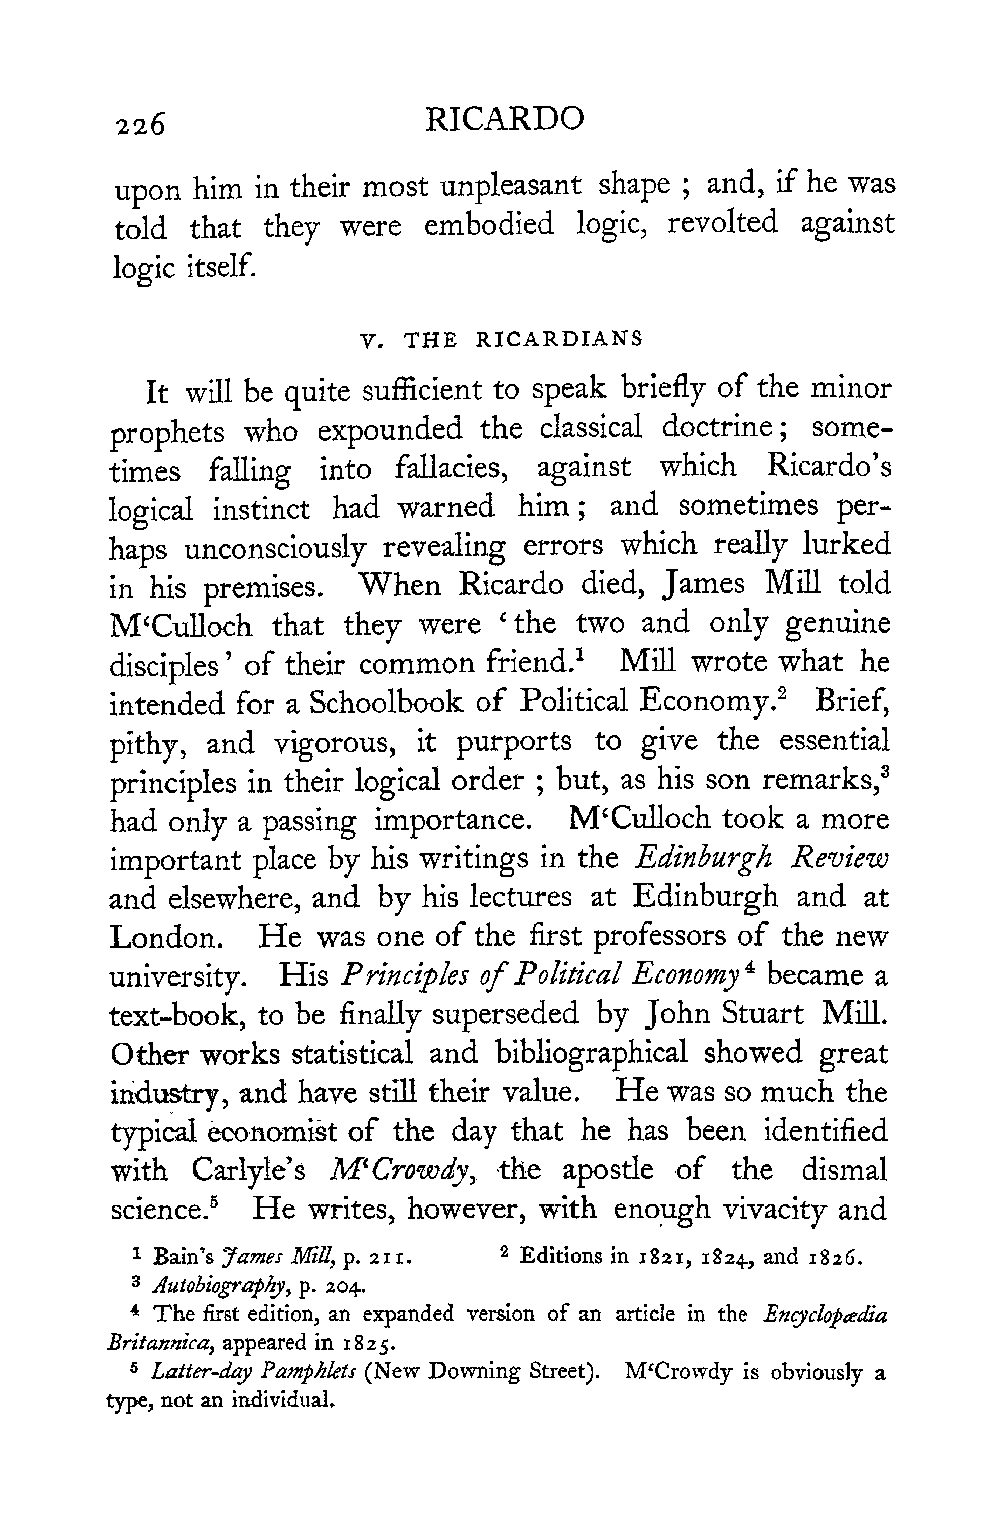 226 RICARDO
upon him in their most unpleasant shape ; and, if he was
told that they were embodied logic, revolted against
logic itself.
V. THE RICARDIANS
It will be quite sufficient to speak briefly of the minor
prophets who expounded the classical doctrine ; some-
times falling into fallacies, against which Ricardo's
logical instinct had warned him ; and sometimes per-
haps unconsciously revealing errors which really lurked
in his premises. When Ricardo died, James Mill told
M‘Culloch that they were ‘the two and only genuine
disciples’ of their common friend.¹ Mill wrote what he
intended for a Schoolbook of Political Economy.² Brief,
pithy, and vigorous, it purports to give the essential
principles in their logical order ; but, as his son remarks,³
had only a passing importance. M‘Culloch took a more
important place by his writings in the Edinburgh Review
and elsewhere, and by his lectures at Edinburgh and at
London. He was one of the first professors of the new
university. His Principles of Political Economy⁴ became a
text-book, to be finally superseded by John Stuart Mill.
Other works statistical and bibliographical showed great
industry, and have still their value. He was so much the
typical economist of the day that he has been identified
with Carlyle's M‘Crowdy, the apostle of the dismal
science.⁵ He writes, however, with enough vivacity and
¹ Bain's James Mill, p. 211. ² Editions in 1821, 1824, and 1826.
³ Autobiography, p. 204.
⁴ The first edition, an expanded version of an article in the Encyclopædia
Britannica, appeared in 1825.
⁵ Latter-day Pamphlets (New Downing Street). M‘Crowdy is obviously a
type, not an individual.